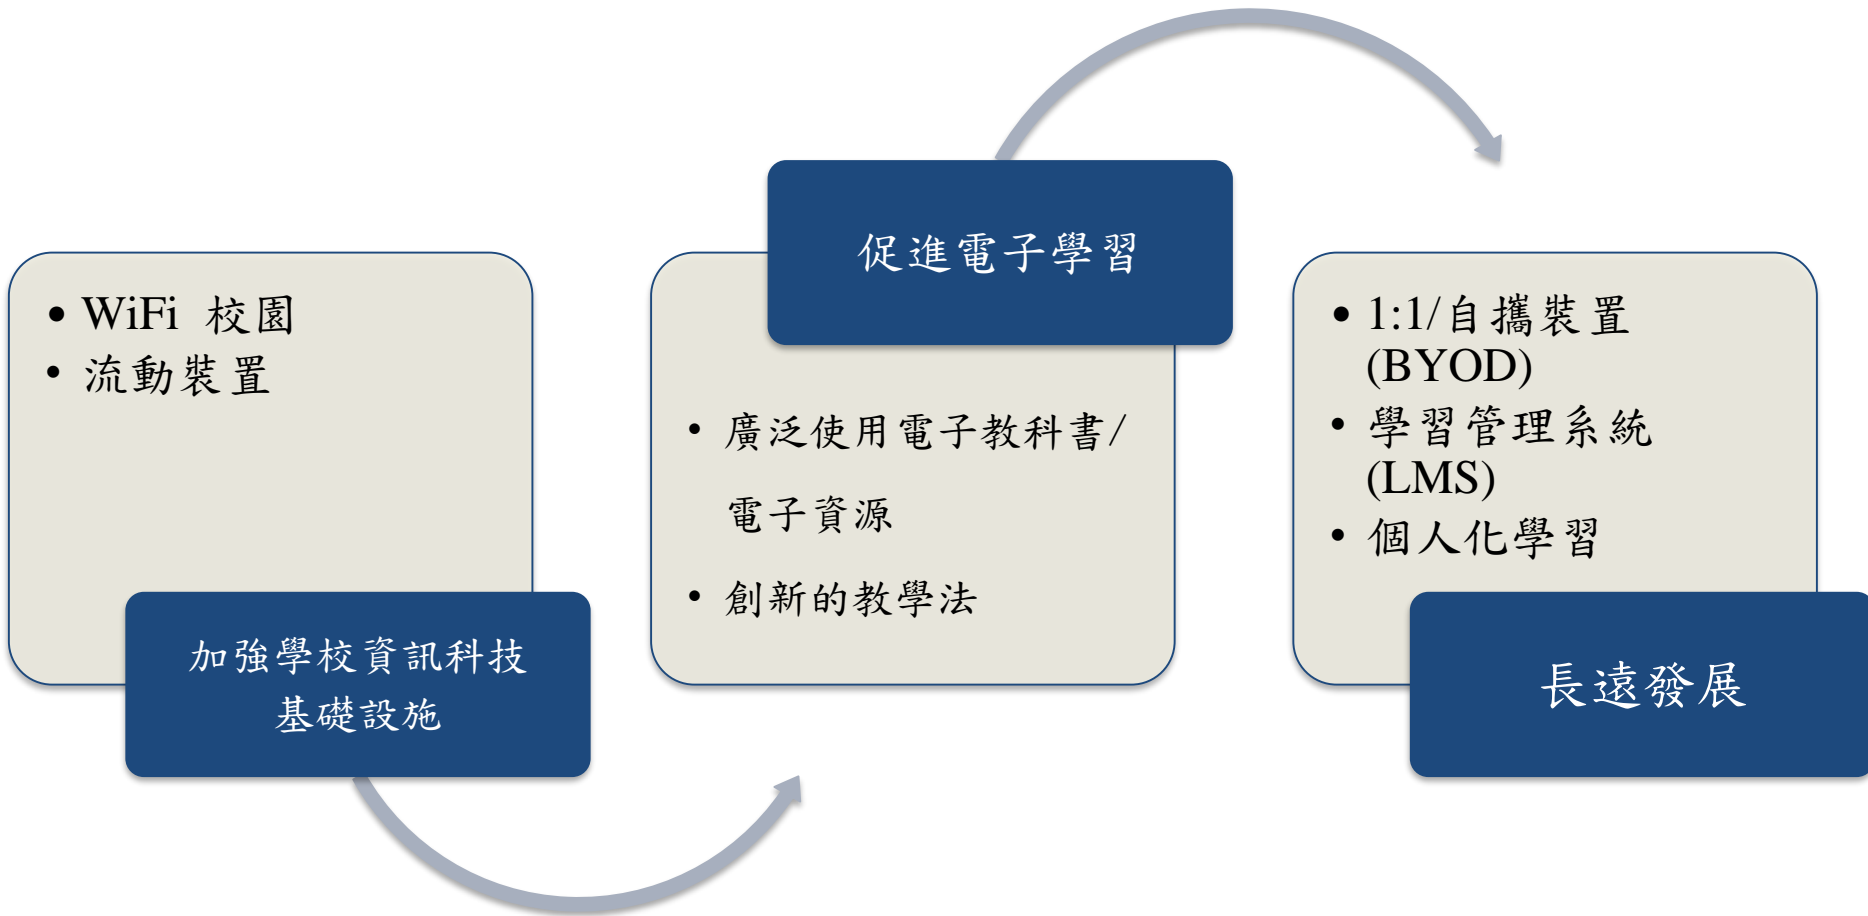 • WiFi 校園
• 流動裝置
加強學校資訊科技
基礎設施
促進電子學習
• 廣泛使用電子教科書/
電子資源
• 創新的教學法
• 1:1/自攜裝置
(BYOD)
• 學習管理系統
(LMS)
• 個人化學習
長遠發展